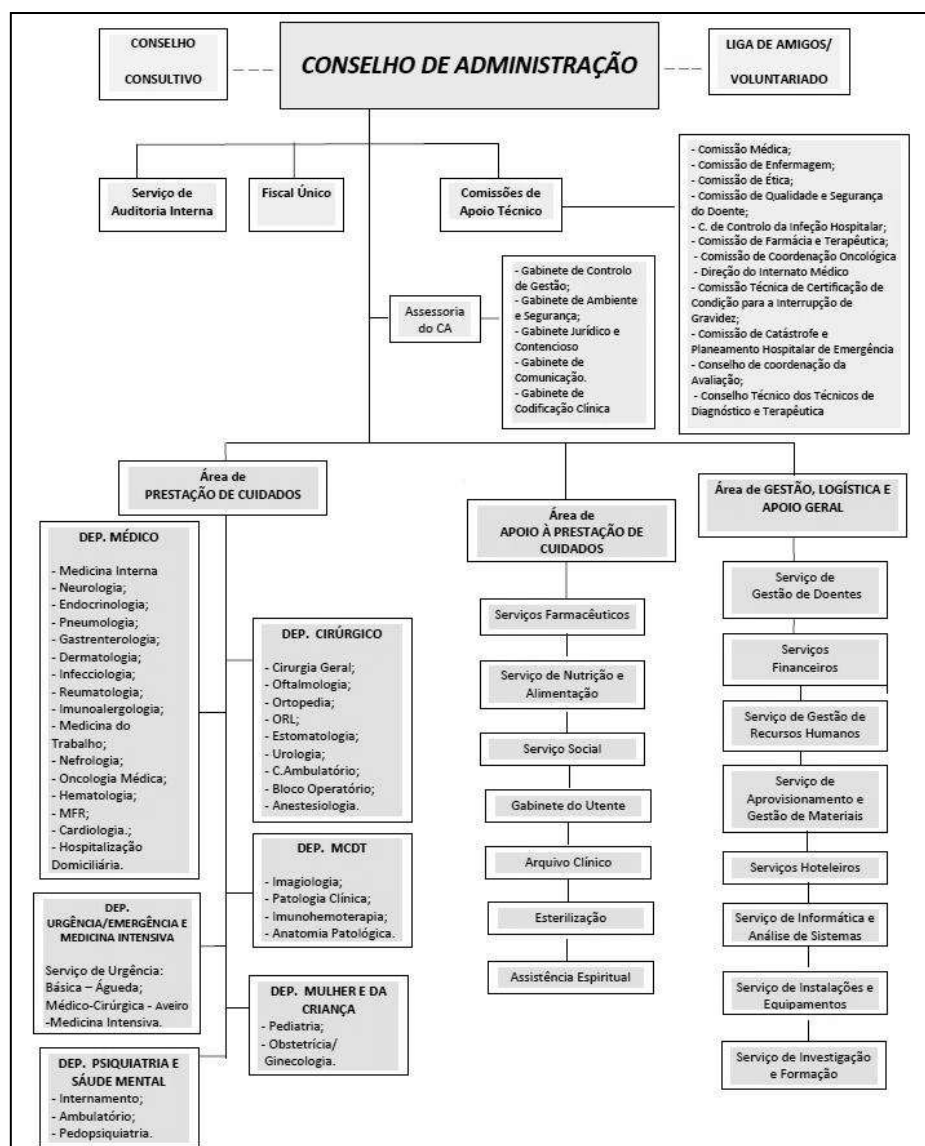 CONSELHO
CONSULTIVO
CONSELHO DE ADMINISTRAÇÃO
LIGA DE AMIGOS/
VOLUNTARIADO
Serviço de
Auditoria Interna
Fiscal Único
Comissões de
Apoio Técnico
- Comissão Médica;
- Comissão de Enfermagem;
- Comissão de Ética;
- Comissão de Qualidade e Segurança
do Doente;
- C. de Controlo da Infeção Hospitalar;
- Comissão de Farmácia e Terapêutica;
- Comissão de Coordenação Oncológica
- Direção do Internato Médico
- Comissão Técnica de Certificação de
Condição para a Interrupção de
Gravidez;
- Comissão de Catástrofe e
Planeamento Hospitalar de Emergência
- Conselho de coordenação da
Avaliação;
- Conselho Técnico dos Técnicos de
Diagnóstico e Terapêutica
Assessoria
do CA
- Gabinete de Controlo
de Gestão;
- Gabinete de Ambiente
e Segurança;
- Gabinete Jurídico e
Contencioso
- Gabinete de
Comunicação.
- Gabinete de
Codificação Clínica
Área de
PRESTAÇÃO DE CUIDADOS
DEP. MÉDICO
- Medicina Interna
- Neurologia;
- Endocrinologia;
- Pneumologia;
- Gastrenterologia;
- Dermatologia;
- Infecciologia;
- Reumatologia;
- Imunoalergologia;
- Medicina do
Trabalho;
- Nefrologia;
- Oncologia Médica;
- Hematologia;
- MFR;
- Cardiologia.;
- Hospitalização
Domiciliária.
DEP.
URGÊNCIA/EMERGÊNCIA E
MEDICINA INTENSIVA
Serviço de Urgência:
Básica – Águeda;
Médico-Cirúrgica - Aveiro
-Medicina Intensiva.
DEP. PSIQUIATRIA E
SÁUDE MENTAL
- Internamento;
- Ambulatório;
- Pedopsiquiatria.
DEP. CIRÚRGICO
- Cirurgia Geral;
- Oftalmologia;
- Ortopedia;
- ORL;
- Estomatologia;
- Urologia;
- C.Ambulatório;
- Bloco Operatório;
- Anestesiologia.
DEP. MCDT
- Imagiologia;
- Patologia Clínica;
- Imunohemoterapia;
- Anatomia Patológica.
DEP. MULHER E DA
CRIANÇA
- Pediatria;
- Obstetrícia/
Ginecologia.
Área de
APOIO À PRESTAÇÃO DE
CUIDADOS
Serviços Farmacêuticos
Serviço de Nutrição e
Alimentação
Serviço Social
Gabinete do Utente
Arquivo Clínico
Esterilização
Assistência Espiritual
Área de GESTÃO, LOGÍSTICA E
APOIO GERAL
Serviço de
Gestão de Doentes
Serviços
Financeiros
Serviço de Gestão de
Recursos Humanos
Serviço de
Aprovisionamento e
Gestão de Materiais
Serviços Hoteleiros
Serviço de Informática e
Análise de Sistemas
Serviço de Instalações e
Equipamentos
Serviço de Investigação
e Formação